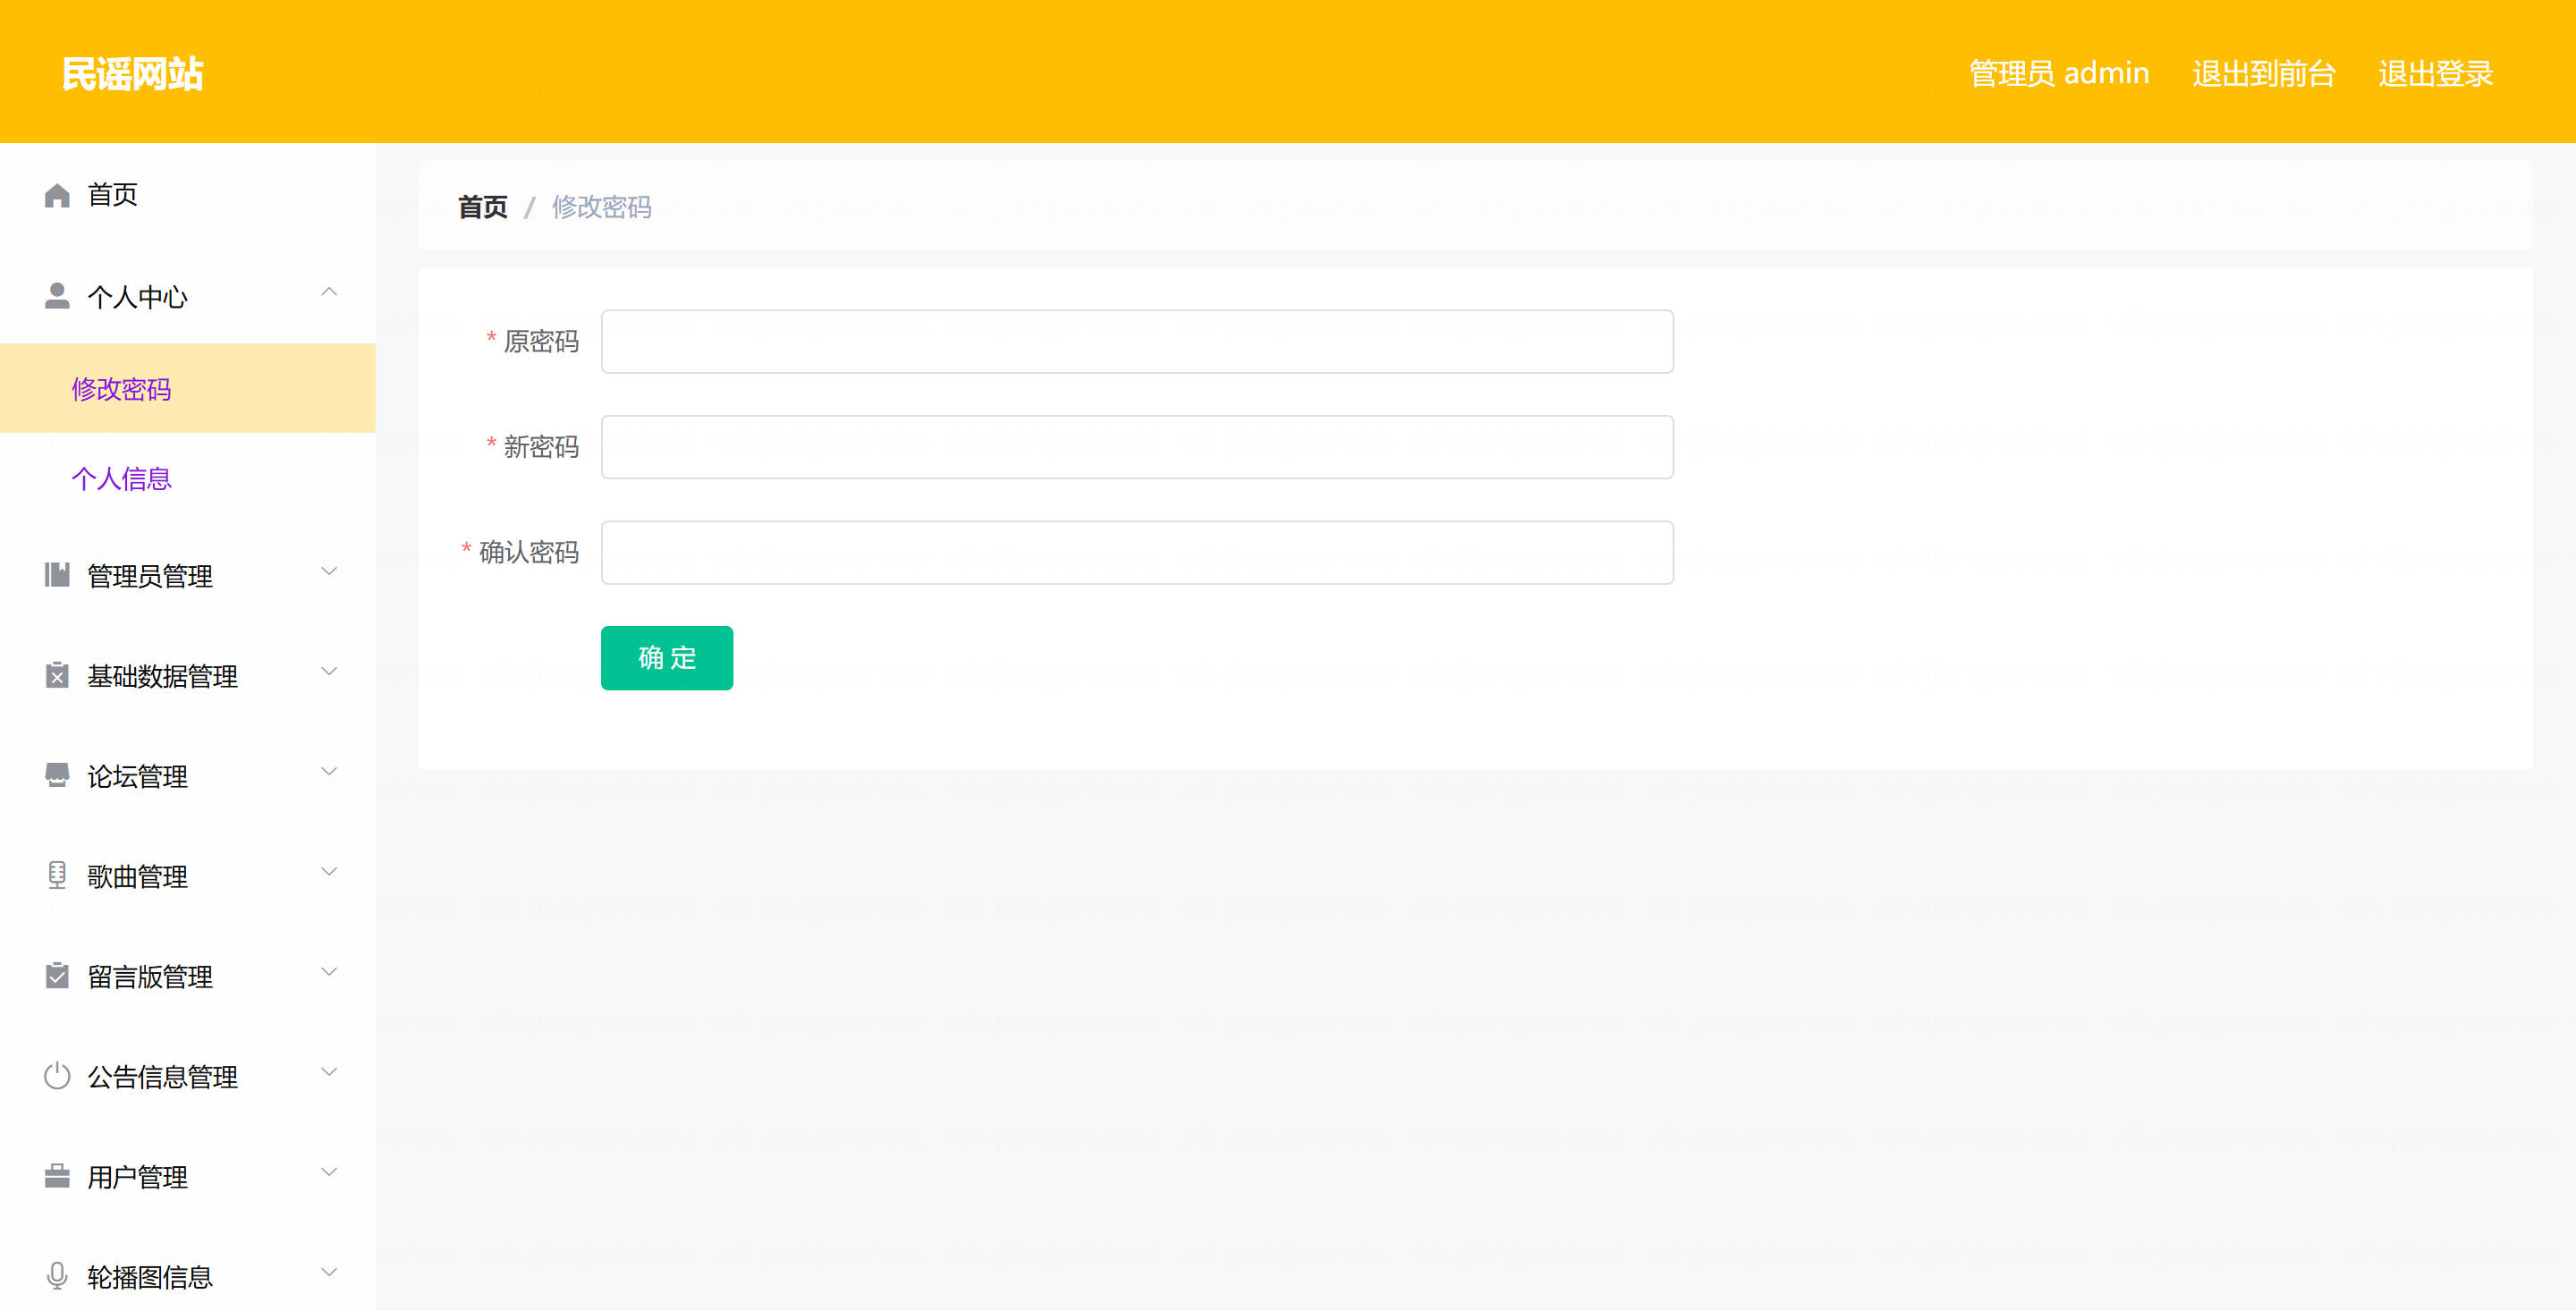 民谣网站
管理员 admin 退出到前台 退出登录
首页
个人中心
修改密码
个人信息
管理员管理
基础数据管理
论坛管理
歌曲管理
留言版管理
公告信息管理
用户管理
轮播图信息
首页 / 修改密码
* 原密码
* 新密码
* 确认密码
确 定